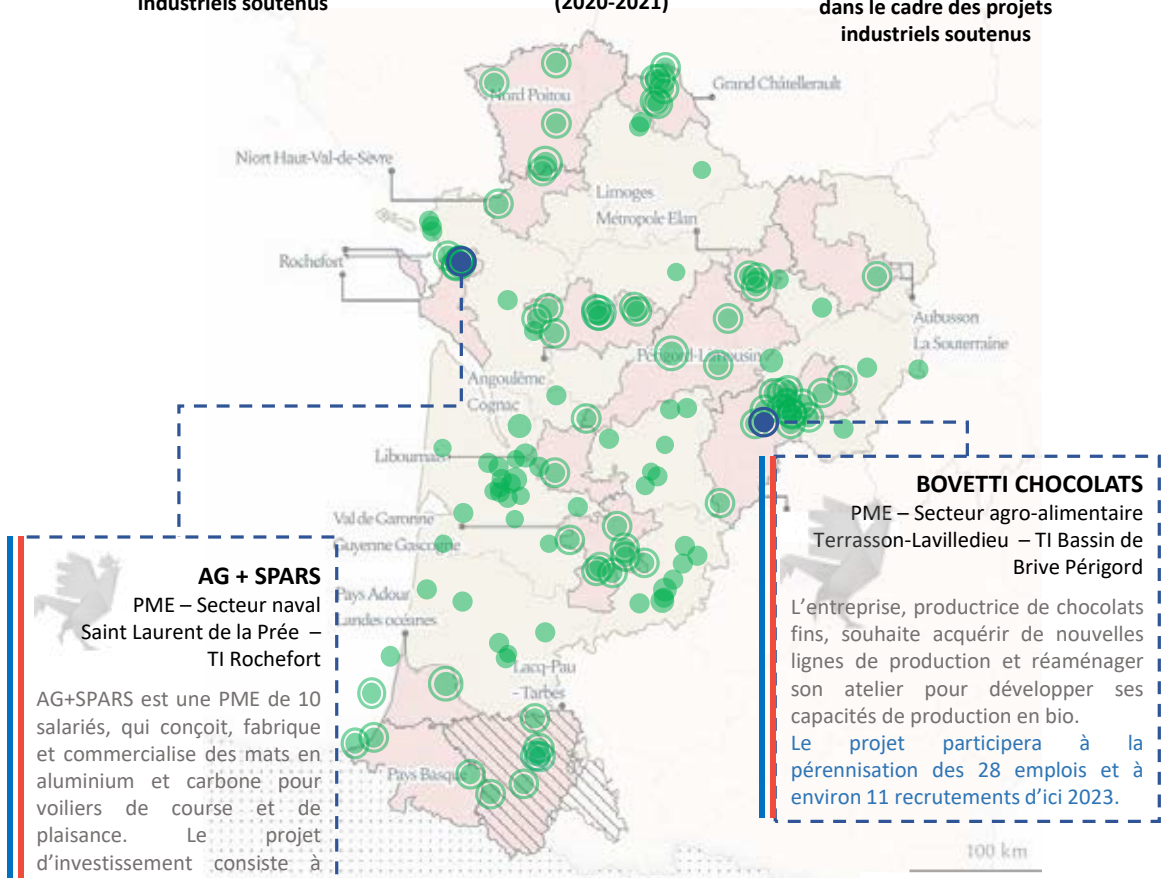 industriels soutenus
(2020-2021)
dans le cadre des projets
industriels soutenus
Nord Poitou
Grand Châtellerault
Niort Haut-Val-de-Sèvre
Limoges
Métropole Elan
Rochefort
Aubusson
La Souterraine
Périgord-Limousin
Angoulême
Cognac
Libournais
Val de Garonne
Guyenne Gascogne
Pays Adour
Landes océanes
Lacq-Pau
-Tarbes
Pays Basque
100 km
AG + SPARS
PME – Secteur naval
Saint Laurent de la Prée –
TI Rochefort
AG+SPARS est une PME de 10
salariés, qui conçoit, fabrique
et commercialise des mats en
aluminium et carbone pour
voiliers de course et de
plaisance. Le projet
d'investissement consiste à
BOVETTI CHOCOLATS
PME – Secteur agro-alimentaire
Terrasson-Lavilledieu – TI Bassin de
Brive Périgord
L'entreprise, productrice de chocolats
fins, souhaite acquérir de nouvelles
lignes de production et réaménager
son atelier pour développer ses
capacités de production en bio.
Le projet participera à la
pérennisation des 28 emplois et à
environ 11 recrutements d'ici 2023.